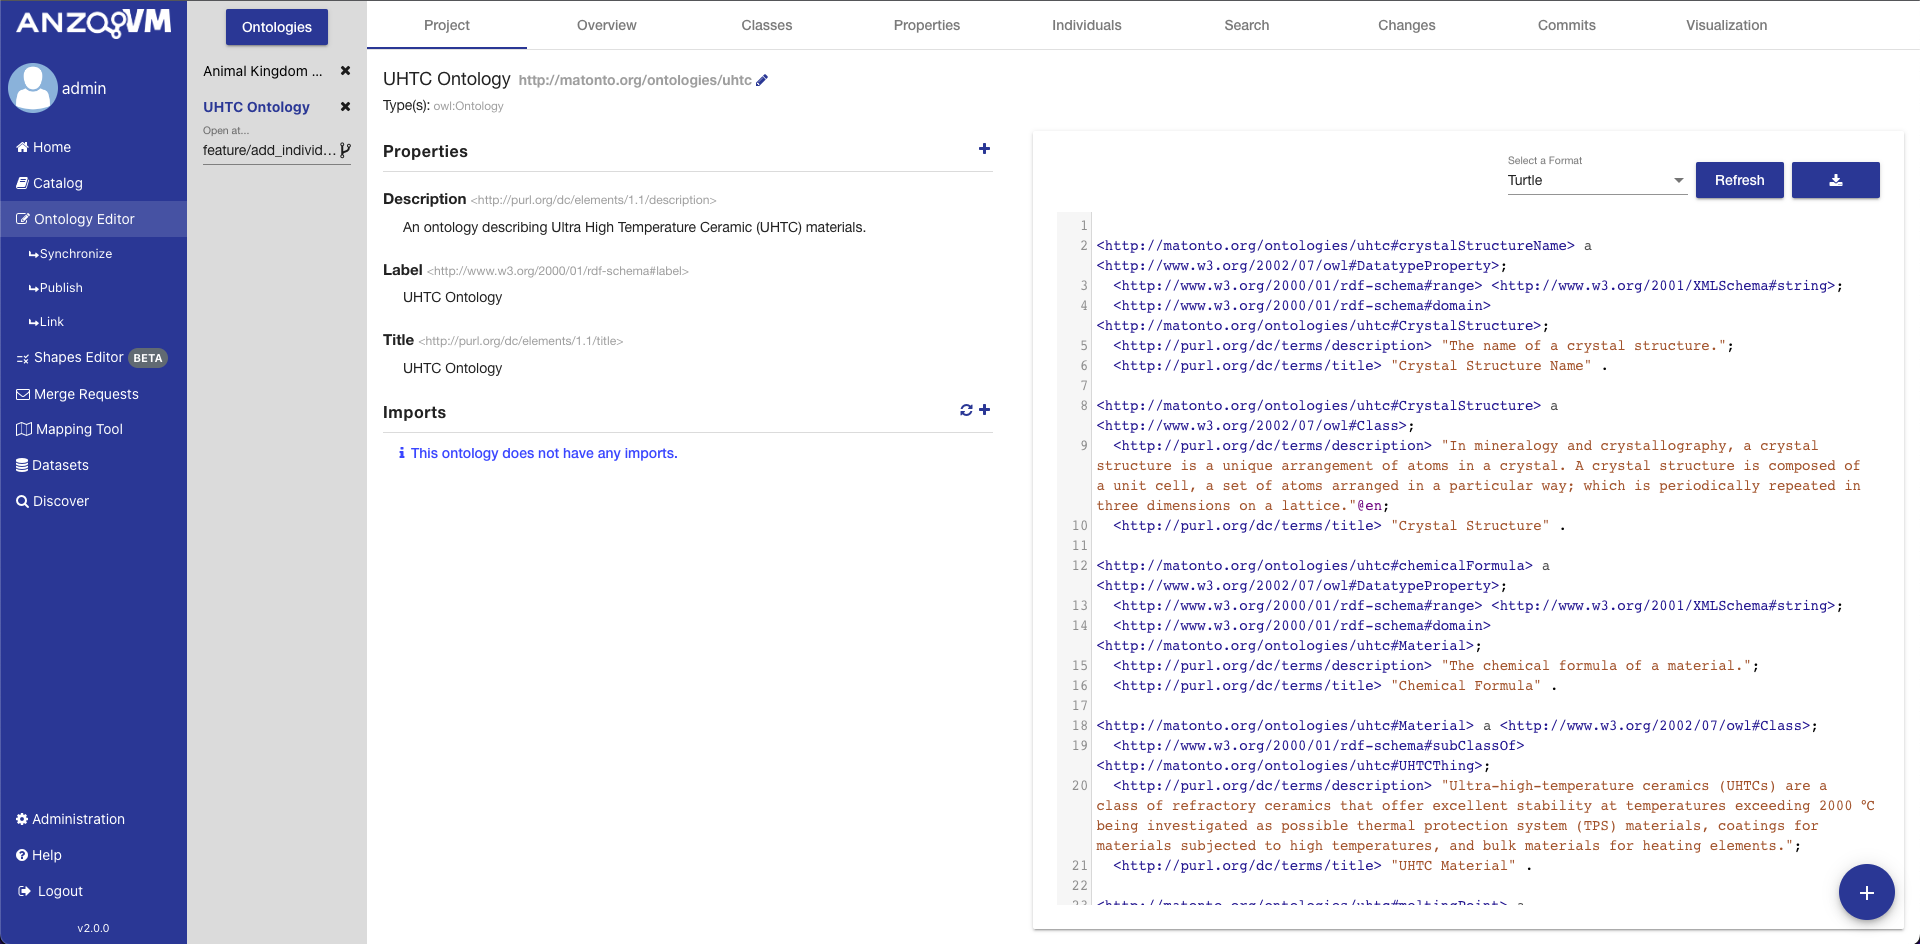 ANZOOVM
admin
Home
Catalog
Ontology Editor
Synchronize
Publish
Link
Shapes Editor BETA
Merge Requests
Mapping Tool
Datasets
Discover
Administration
Help
Logout
v2.0.0
Ontologies
Animal Kingdom ...
UHTC Ontology
Open at...
feature/add_individ...
Project Overview Classes Properties Individuals Search Changes Commits Visualization
UHTC Ontology http://matonto.org/ontologies/uhtc
Type(s): owl:Ontology
Properties
Description <http://purl.org/dc/elements/1.1/description>
An ontology describing Ultra High Temperature Ceramic (UHTC) materials.
Label <http://www.w3.org/2000/01/rdf-schema#label>
UHTC Ontology
Title <http://purl.org/dc/elements/1.1/title>
UHTC Ontology
Imports
This ontology does not have any imports.
Select a Format
Turtle
Refresh
1
2 <http://matonto.org/ontologies/uhtc#crystalStructureName> a
<http://www.w3.org/2002/07/owl#DatatypeProperty>;
3 <http://www.w3.org/2000/01/rdf-schema#range> <http://www.w3.org/2001/XMLSchema#string>;
4 <http://www.w3.org/2000/01/rdf-schema#domain>
<http://matonto.org/ontologies/uhtc#CrystalStructure>;
5 <http://purl.org/dc/terms/description> "The name of a crystal structure.";
6 <http://purl.org/dc/terms/title> "Crystal Structure Name" .
7
8 <http://matonto.org/ontologies/uhtc#CrystalStructure> a
<http://www.w3.org/2002/07/owl#Class>;
9 <http://purl.org/dc/terms/description> "In mineralogy and crystallography, a crystal
structure is a unique arrangement of atoms in a crystal. A crystal structure is composed of
a unit cell, a set of atoms arranged in a particular way; which is periodically repeated in
three dimensions on a lattice."@en;
10 <http://purl.org/dc/terms/title> "Crystal Structure" .
11
12 <http://matonto.org/ontologies/uhtc#chemicalFormula> a
<http://www.w3.org/2002/07/owl#DatatypeProperty>;
13 <http://www.w3.org/2000/01/rdf-schema#range> <http://www.w3.org/2001/XMLSchema#string>;
14 <http://www.w3.org/2000/01/rdf-schema#domain>
<http://matonto.org/ontologies/uhtc#Material>;
15 <http://purl.org/dc/terms/description> "The chemical formula of a material.";
16 <http://purl.org/dc/terms/title> "Chemical Formula" .
17
18 <http://matonto.org/ontologies/uhtc#Material> a <http://www.w3.org/2002/07/owl#Class>;
19 <http://www.w3.org/2000/01/rdf-schema#subClassOf>
<http://matonto.org/ontologies/uhtc#UHTCThing>;
20 <http://purl.org/dc/terms/description> "Ultra-high-temperature ceramics (UHTCs) are a
class of refractory ceramics that offer excellent stability at temperatures exceeding 2000 °C
being investigated as possible thermal protection system (TPS) materials, coatings for
materials subjected to high temperatures, and bulk materials for heating elements.";
21 <http://purl.org/dc/terms/title> "UHTC Material" .
22
23 <http://matonto.org/ontologies/uhtc#meltingPoint> a